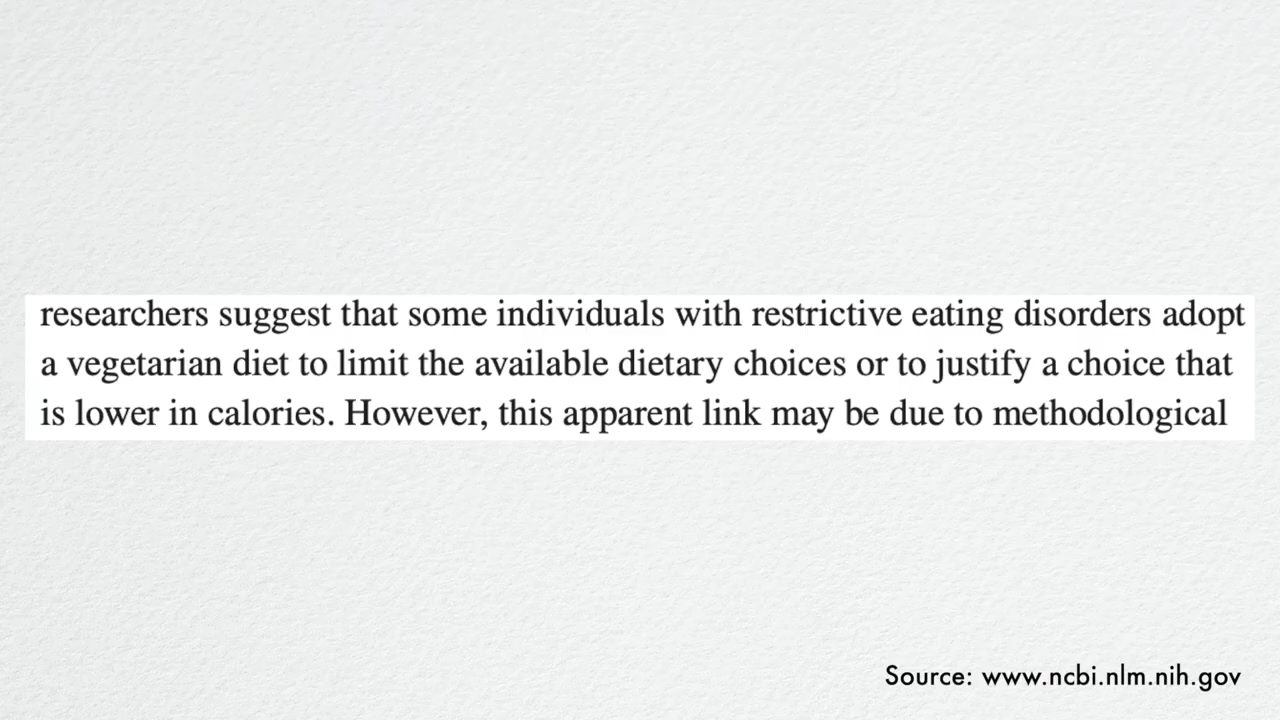 researchers suggest that some individuals with restrictive eating disorders adopt
a vegetarian diet to limit the available dietary choices or to justify a choice that
is lower in calories. However, this apparent link may be due to methodological
Source: www.ncbi.nlm.nih.gov